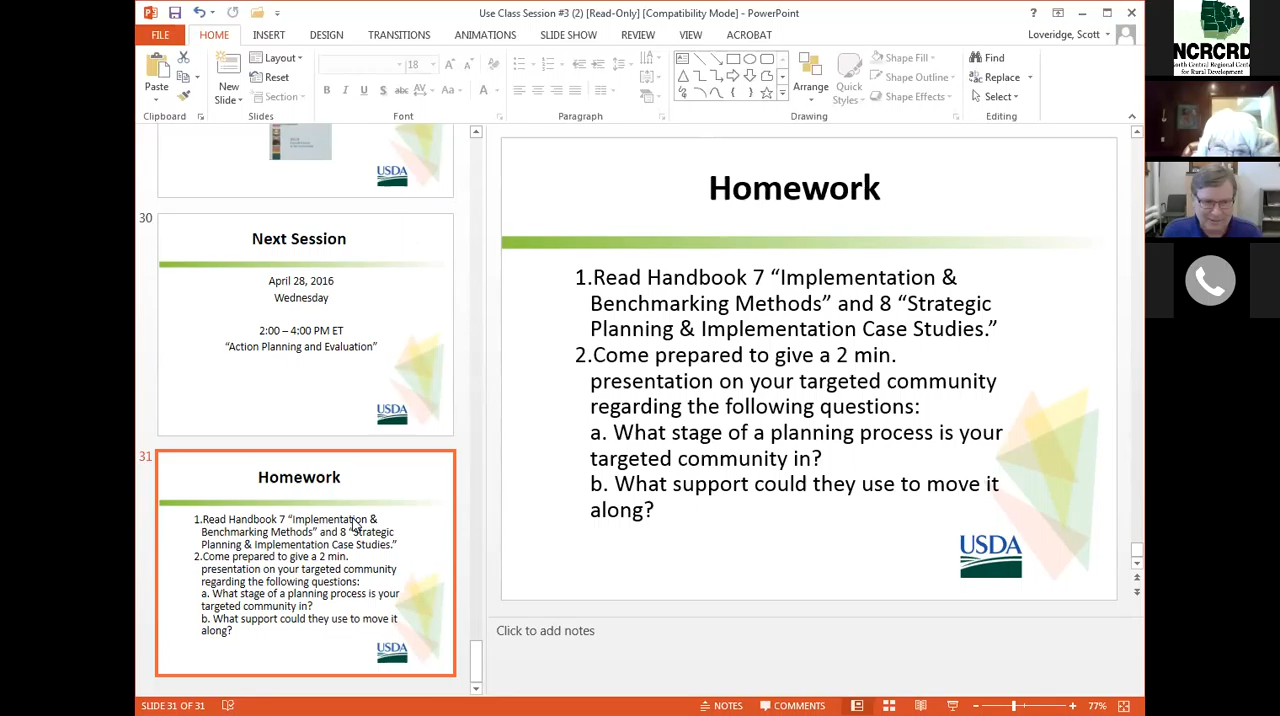 Use Class Session #3 (2) [Read-Only] [Compatibility Mode] - PowerPoint
FILE HOME INSERT DESIGN TRANSITIONS ANIMATIONS SLIDE SHOW REVIEW VIEW ACROBAT
Loveridge, Scott
Paste
New
Slide
Layout
Reset
Section
18
Arrange
Quick
Styles
Shape Fill
Shape Outline
Shape Effects
Find
Replace
Select
Clipboard Slides Font Paragraph Drawing Editing
NCRCRD
North Central Regional Center
for Rural Development
USDA
30
Next Session
April 28, 2016
Wednesday
2:00 – 4:00 PM ET
“Action Planning and Evaluation”
USDA
31
Homework
1.Read Handbook 7 “Implementation &
Benchmarking Methods” and 8 “Strategic
Planning & Implementation Case Studies.”
2.Come prepared to give a 2 min.
presentation on your targeted community
regarding the following questions:
a. What stage of a planning process is your
targeted community in?
b. What support could they use to move it
along?
USDA
Homework
1.Read Handbook 7 “Implementation &
Benchmarking Methods” and 8 “Strategic
Planning & Implementation Case Studies.”
2.Come prepared to give a 2 min.
presentation on your targeted community
regarding the following questions:
a. What stage of a planning process is your
targeted community in?
b. What support could they use to move it
along?
USDA
Click to add notes
SLIDE 31 OF 31
NOTES
COMMENTS
77%